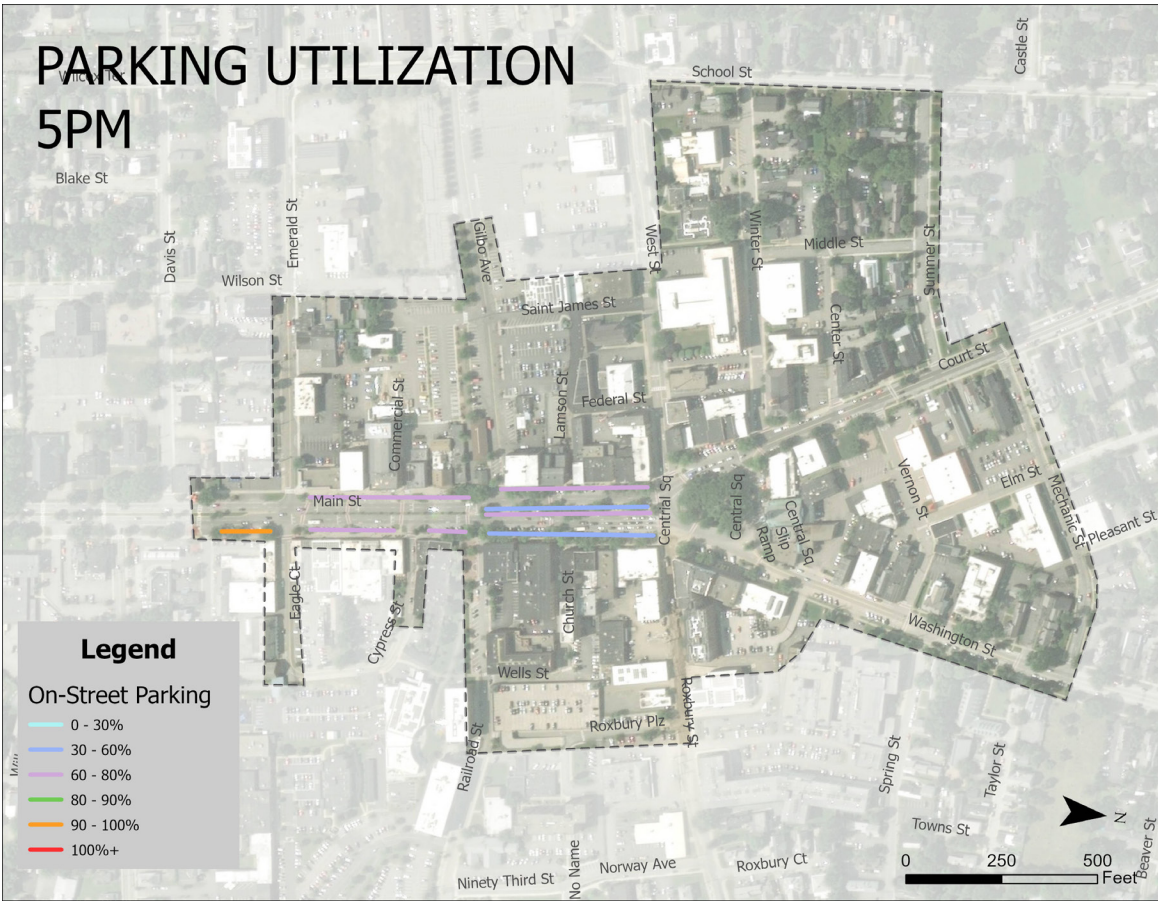 PARKING UTILIZATION
5PM
Wilcox Ter
School St
Castle St
Blake St
Davis St
Emerald St
Wilson St
Gilbo Ave
West St
Winter St
Middle St
Summer St
Saint James St
Center St
Court St
Commercial St
Lamson St
Federal St
Main St
Central Sq
Central Sq
Central Sq
Slip
Ramp
Vernon St
Elm St
Mechanic St
Pleasant St
Eagle Ct
Cypress St
Church St
Washington St
Wells St
Roxbury Plz
Roxbury St
Railroad St
Spring St
Taylor St
Towns St
Beaver St
Norway Ave
Roxbury Ct
Ninety Third St
No Name
Legend
On-Street Parking
0 - 30%
30 - 60%
60 - 80%
80 - 90%
90 - 100%
100%+
N
0 250 500
Feet